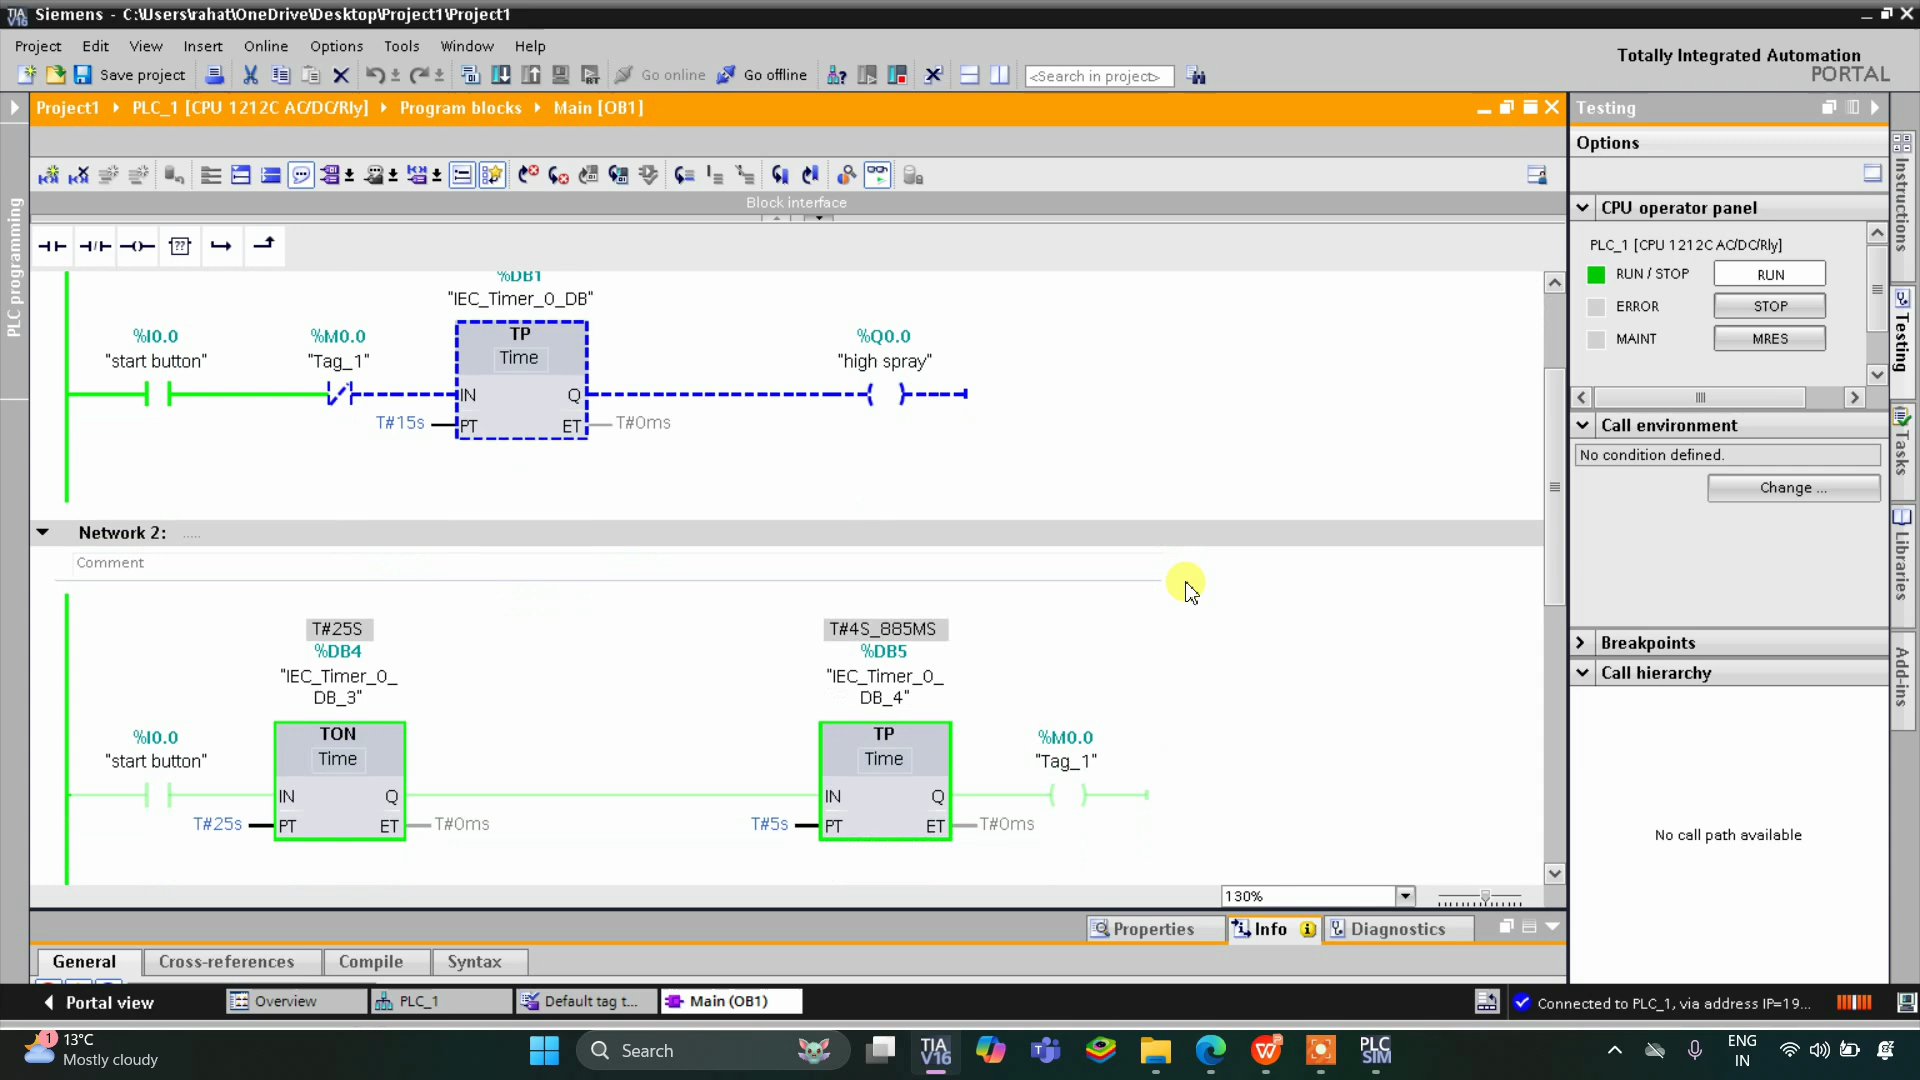 Siemens - C:\Users\rahat\OneDrive\Desktop\Project1\Project1
Project Edit View Insert Online Options Tools Window Help
Totally Integrated Automation
PORTAL
Save project Go online Go offline <Search in project>
Project1 PLC_1 [CPU 1212C AC/DC/Rly] Program blocks Main [OB1]
Testing
Options
Block interface
CPU operator panel
PLC_1 [CPU 1212C AC/DC/Rly]
RUN / STOP RUN
ERROR STOP
MAINT MRES
Call environment
No condition defined.
Change ...
Breakpoints
Call hierarchy
No call path available
PLC programming
Instructions
Testing
Tasks
Libraries
Add-ins
??
%DB1
"IEC_Timer_0_DB"
%I0.0 %M0.0 TP %Q0.0
"start button" "Tag_1" Time "high spray"
IN Q
T#15s PT ET T#0ms
Network 2: .....
Comment
T#25S T#4S_885MS
%DB4 %DB5
"IEC_Timer_0_ "IEC_Timer_0_
DB_3" DB_4"
%I0.0 TON TP %M0.0
"start button" Time Time "Tag_1"
IN Q IN Q
T#25s PT ET T#0ms T#5s PT ET T#0ms
130%
Properties Info Diagnostics
General Cross-references Compile Syntax
Portal view Overview PLC_1 Default tag t... Main (OB1) Connected to PLC_1, via address IP=19...
1 13°C
Mostly cloudy
Search
TIA
V16
PLC
SIM
ENG
IN